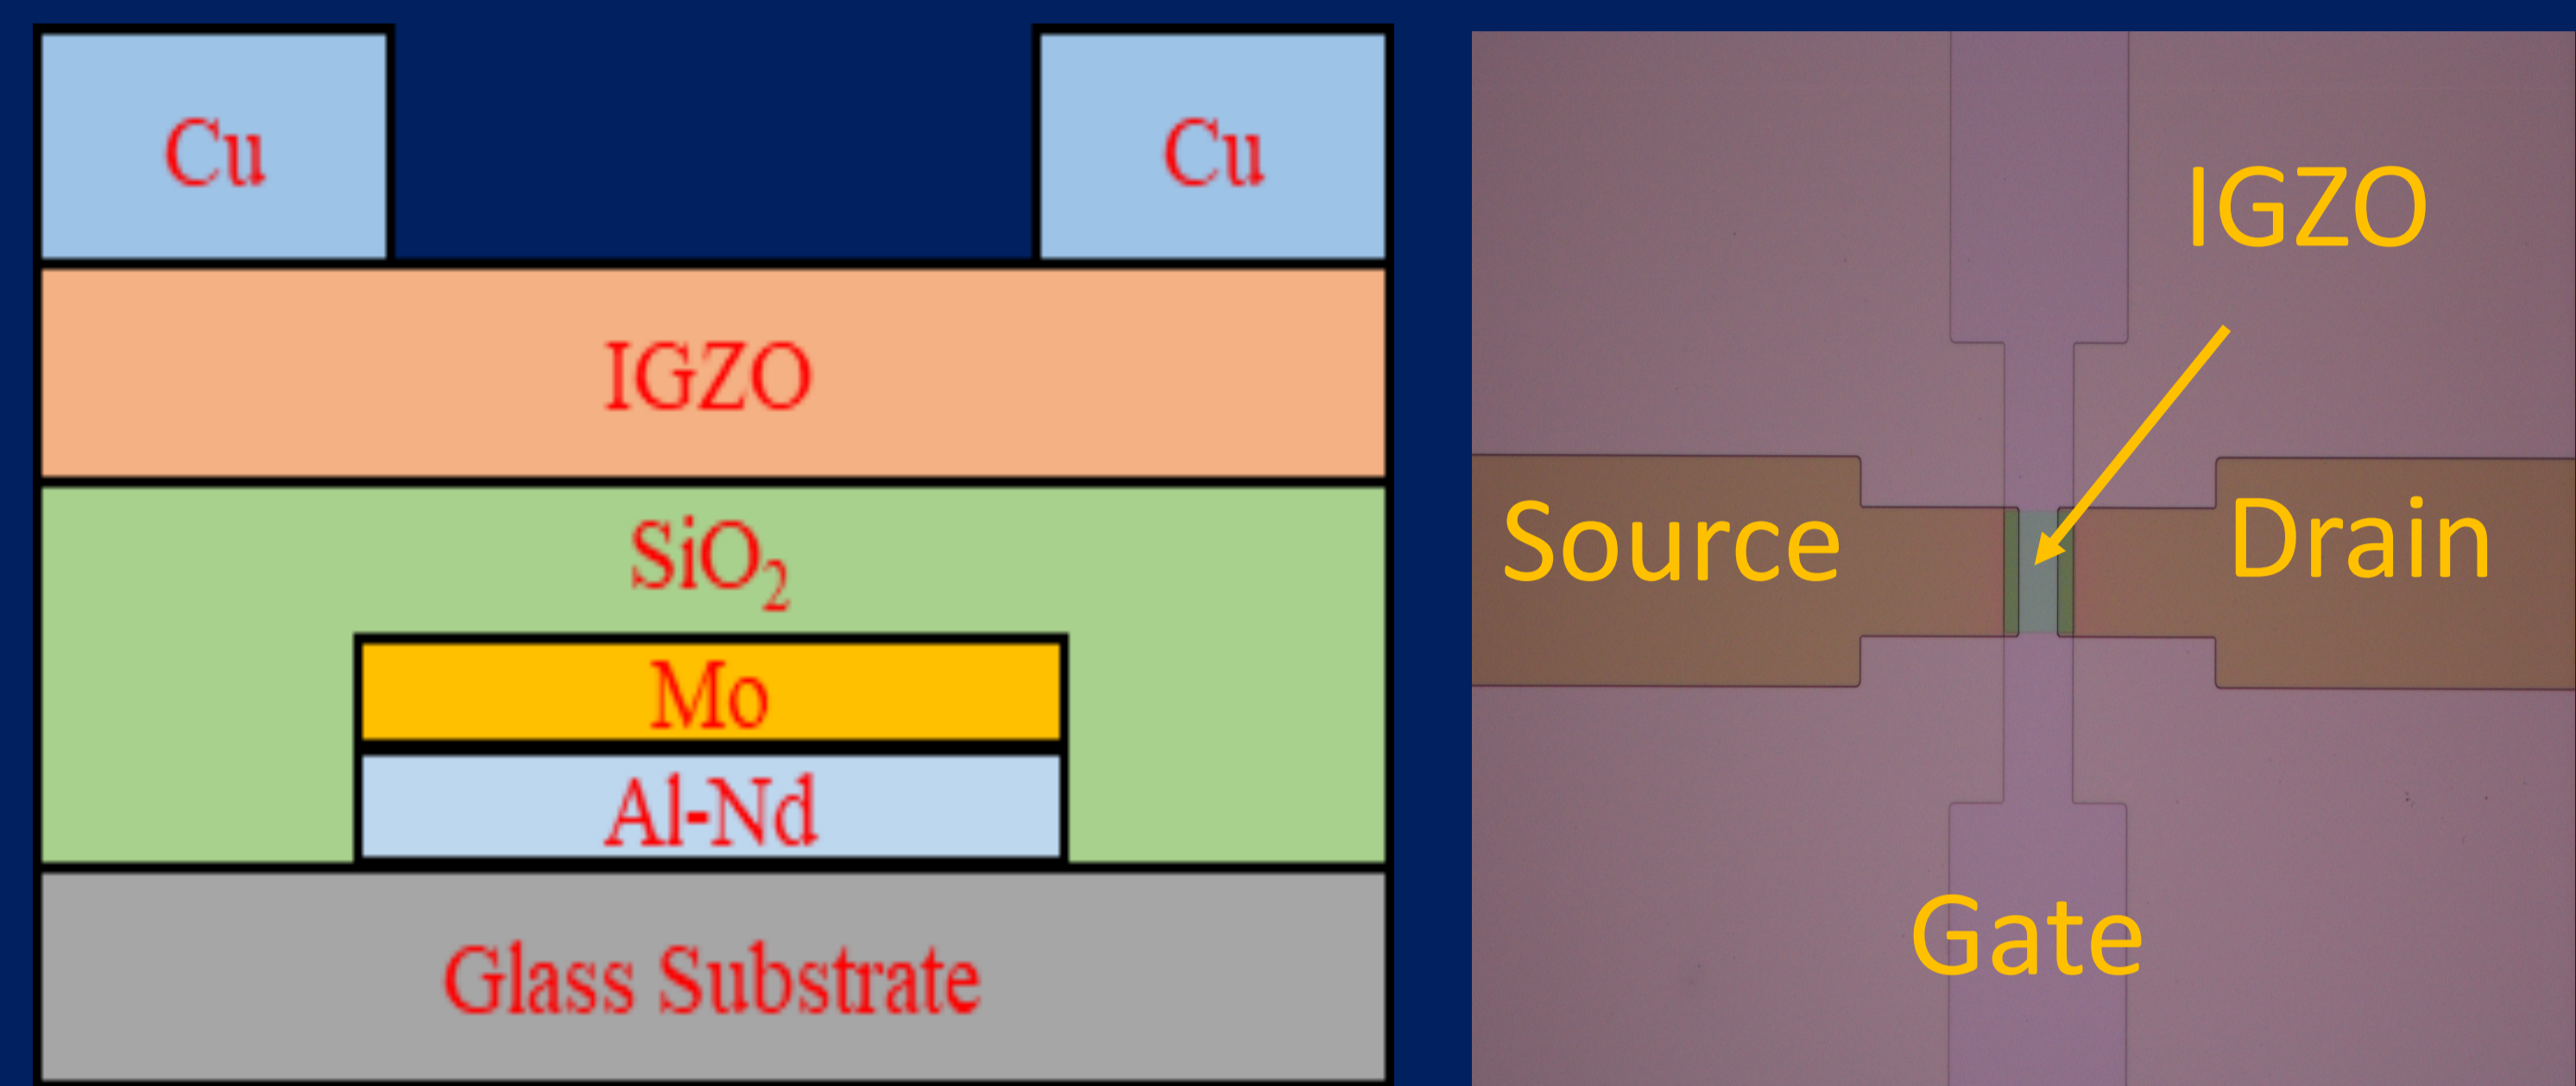 Cu
Cu
IGZO
SiO₂
Mo
Al-Nd
Glass Substrate
IGZO
Source
Drain
Gate